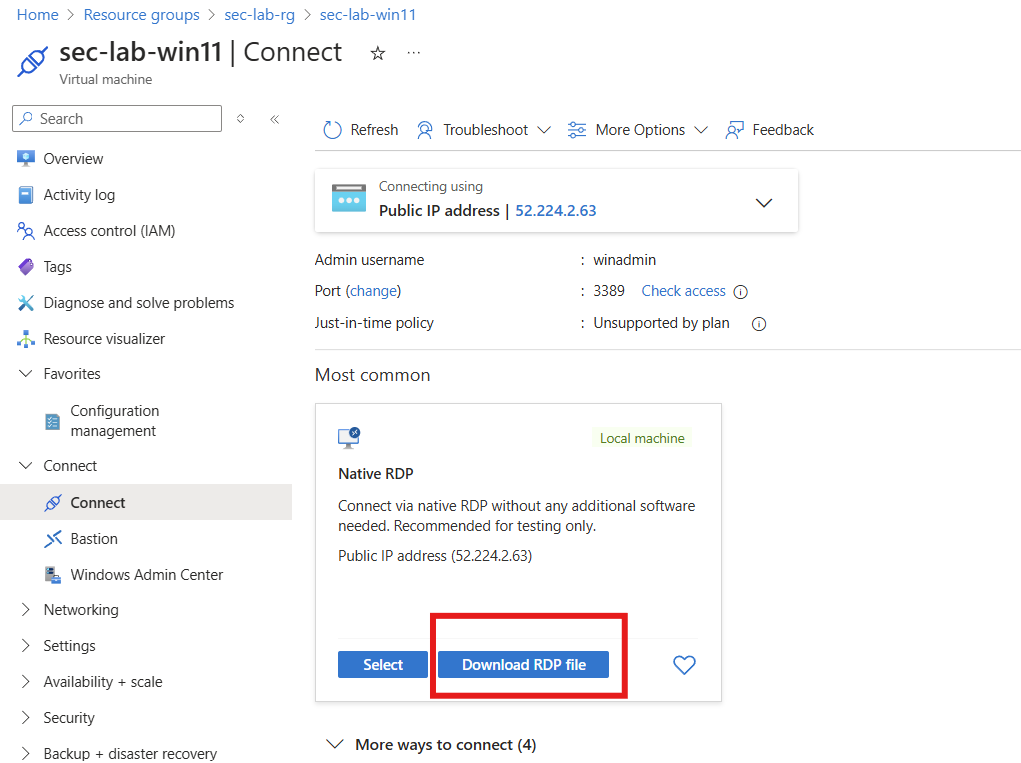 Home > Resource groups > sec-lab-rg > sec-lab-win11
sec-lab-win11 | Connect
Virtual machine
Search
Overview
Activity log
Access control (IAM)
Tags
Diagnose and solve problems
Resource visualizer
Favorites
Configuration
management
Connect
Connect
Bastion
Windows Admin Center
Networking
Settings
Availability + scale
Security
Backup + disaster recovery
Refresh Troubleshoot More Options Feedback
Connecting using
Public IP address | 52.224.2.63
Admin username : winadmin
Port (change) : 3389 Check access
Just-in-time policy : Unsupported by plan
Most common
Local machine
Native RDP
Connect via native RDP without any additional software
needed. Recommended for testing only.
Public IP address (52.224.2.63)
Select Download RDP file
More ways to connect (4)